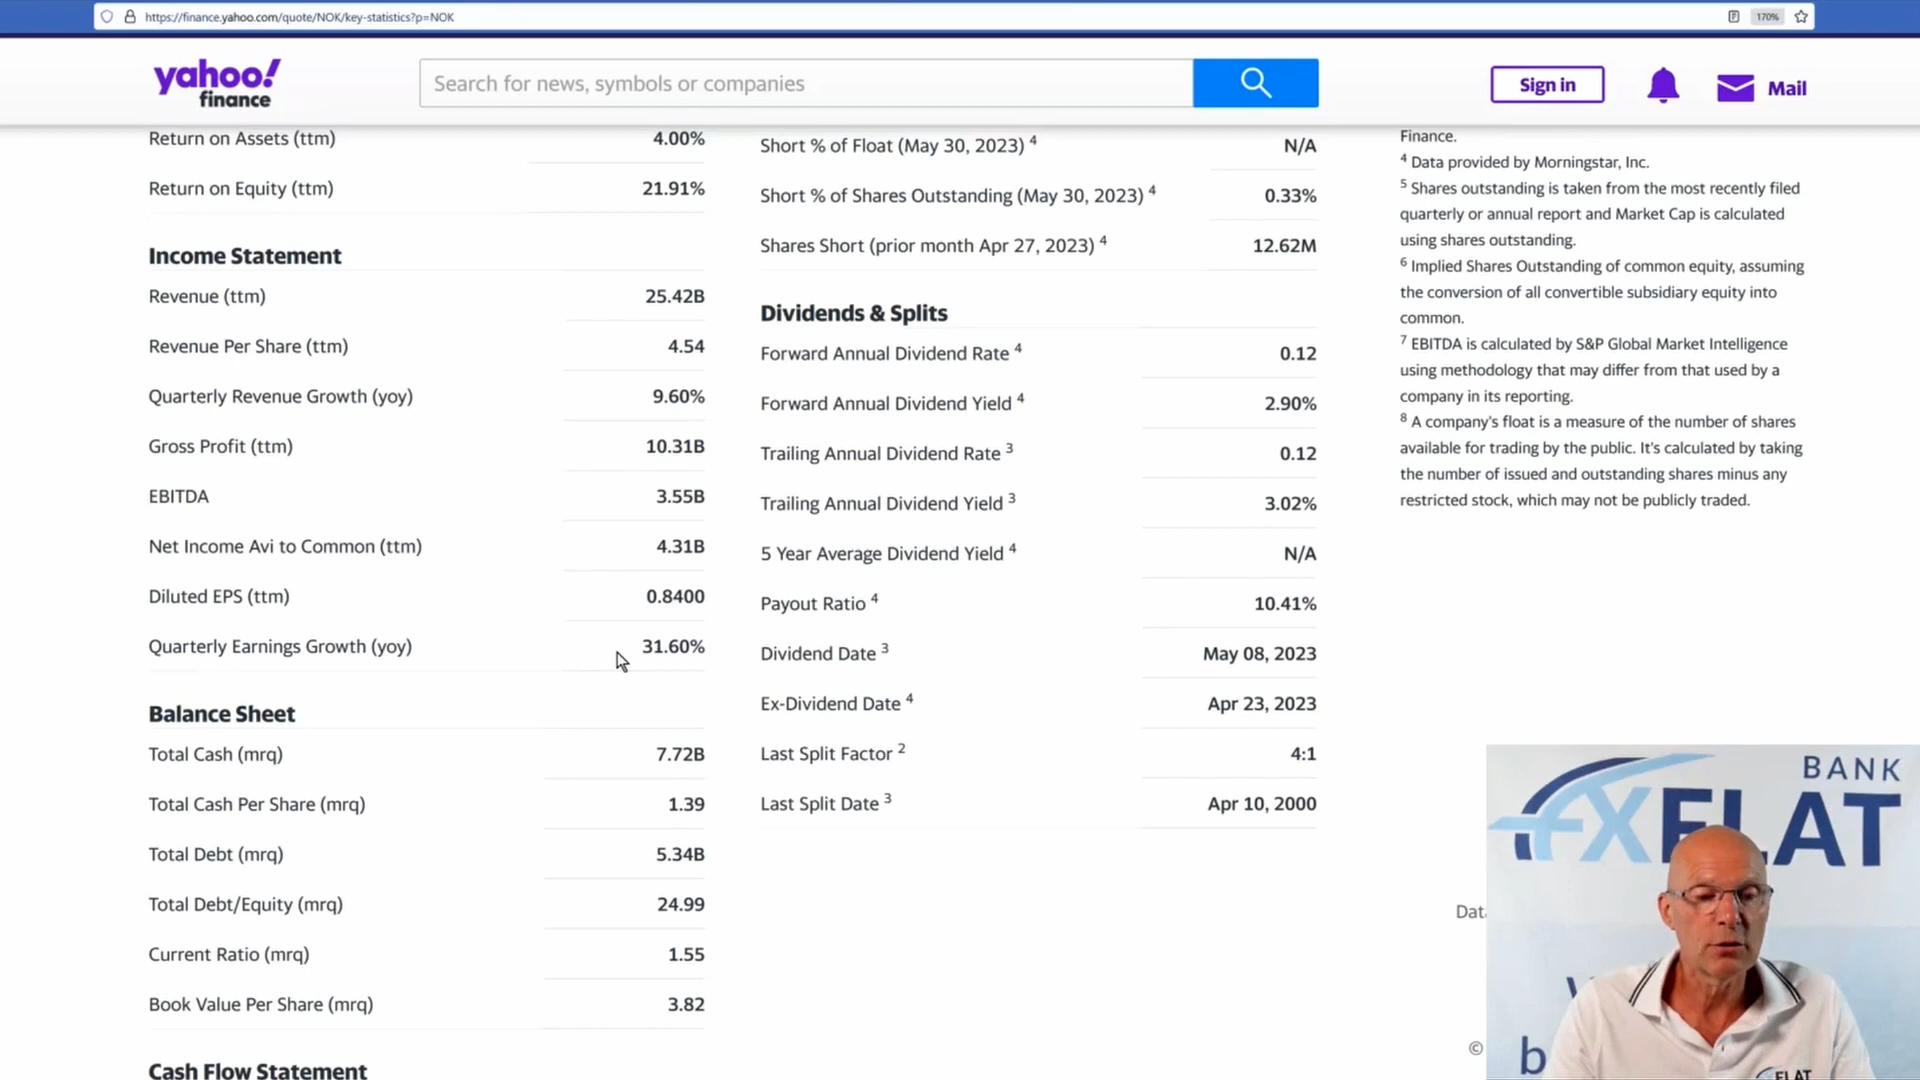 https://finance.yahoo.com/quote/NOK/key-statistics?p=NOK
170%
yahoo!
finance
Search for news, symbols or companies
Sign in
Mail
Return on Assets (ttm) 4.00%
Return on Equity (ttm) 21.91%
Income Statement
Revenue (ttm) 25.42B
Revenue Per Share (ttm) 4.54
Quarterly Revenue Growth (yoy) 9.60%
Gross Profit (ttm) 10.31B
EBITDA 3.55B
Net Income Avi to Common (ttm) 4.31B
Diluted EPS (ttm) 0.8400
Quarterly Earnings Growth (yoy) 31.60%
Balance Sheet
Total Cash (mrq) 7.72B
Total Cash Per Share (mrq) 1.39
Total Debt (mrq) 5.34B
Total Debt/Equity (mrq) 24.99
Current Ratio (mrq) 1.55
Book Value Per Share (mrq) 3.82
Cash Flow Statement
Short % of Float (May 30, 2023) 4 N/A
Short % of Shares Outstanding (May 30, 2023) 4 0.33%
Shares Short (prior month Apr 27, 2023) 4 12.62M
Dividends & Splits
Forward Annual Dividend Rate 4 0.12
Forward Annual Dividend Yield 4 2.90%
Trailing Annual Dividend Rate 3 0.12
Trailing Annual Dividend Yield 3 3.02%
5 Year Average Dividend Yield 4 N/A
Payout Ratio 4 10.41%
Dividend Date 3 May 08, 2023
Ex-Dividend Date 4 Apr 23, 2023
Last Split Factor 2 4:1
Last Split Date 3 Apr 10, 2000
Finance.
4 Data provided by Morningstar, Inc.
5 Shares outstanding is taken from the most recently filed
quarterly or annual report and Market Cap is calculated
using shares outstanding.
6 Implied Shares Outstanding of common equity, assuming
the conversion of all convertible subsidiary equity into
common.
7 EBITDA is calculated by S&P Global Market Intelligence
using methodology that may differ from that used by a
company in its reporting.
8 A company's float is a measure of the number of shares
available for trading by the public. It's calculated by taking
the number of issued and outstanding shares minus any
restricted stock, which may not be publicly traded.
Dat
©
BANK
FXFLAT
b
FLAT